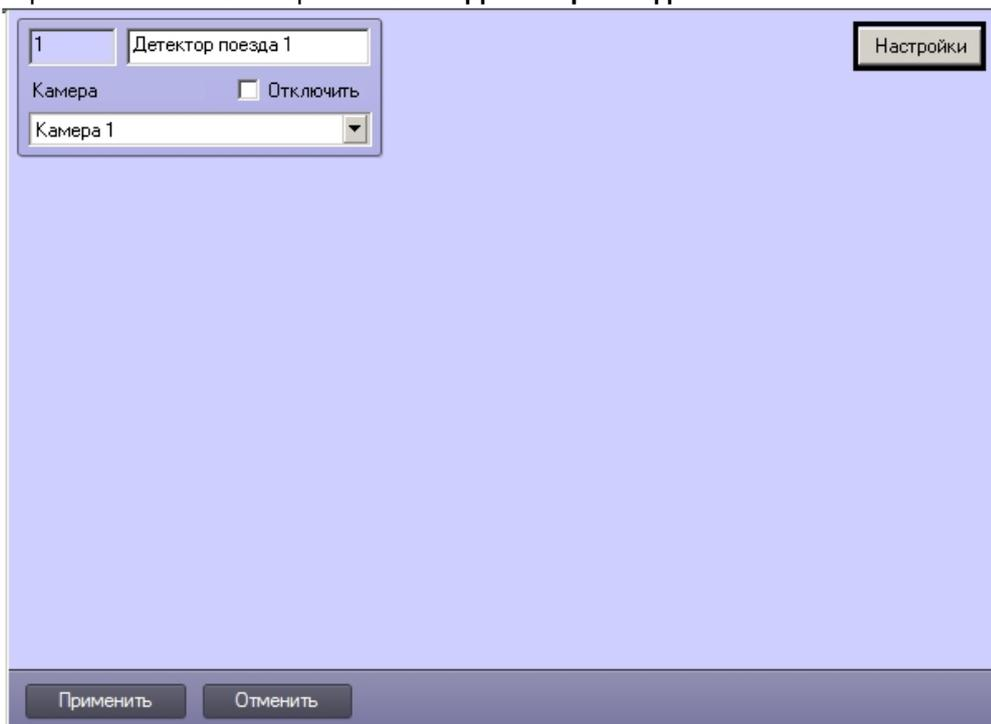 1
Детектор поезда 1
Настройки
Камера
Отключить
Камера 1
Применить
Отменить